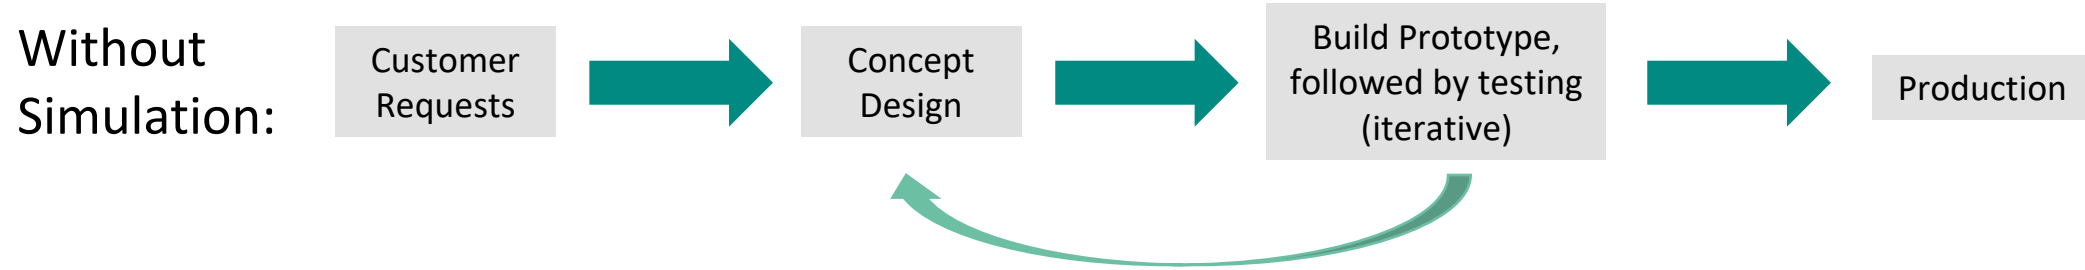 Without
Simulation:
Customer
Requests
Concept
Design
Build Prototype,
followed by testing
(iterative)
Production